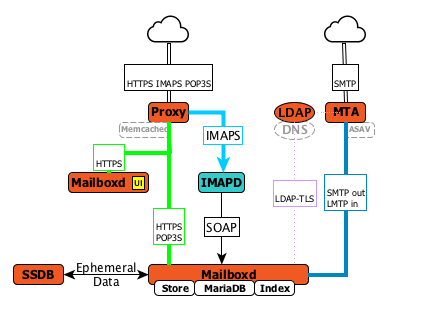 HTTPS IMAPS POP3S
SMTP
Proxy
LDAP
MTA
Memcached
DNS
ASAV
IMAPS
HTTPS
Mailboxd
UI
IMAPD
LDAP-TLS
SMTP out
LMTP in
HTTPS
POP3S
SOAP
SSDB
Ephemeral
Data
Mailboxd
Store
MariaDB
Index